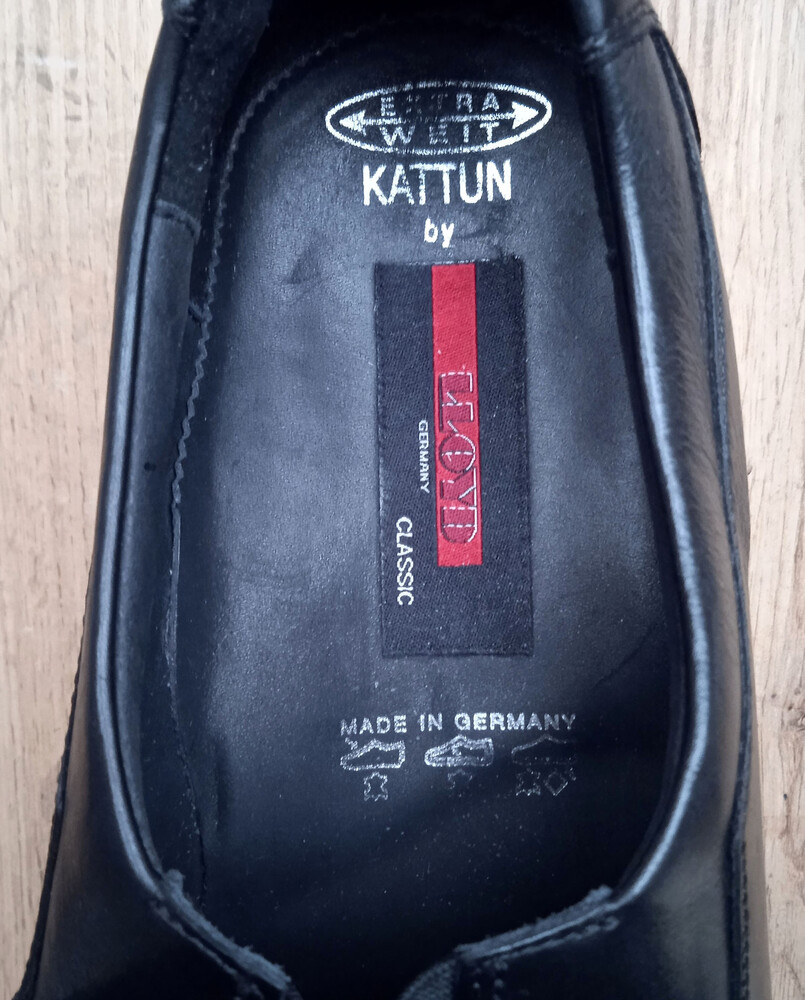 EXTRA
WEIT
KATTUN
by
LLOYD
GERMANY
CLASSIC
MADE IN GERMANY